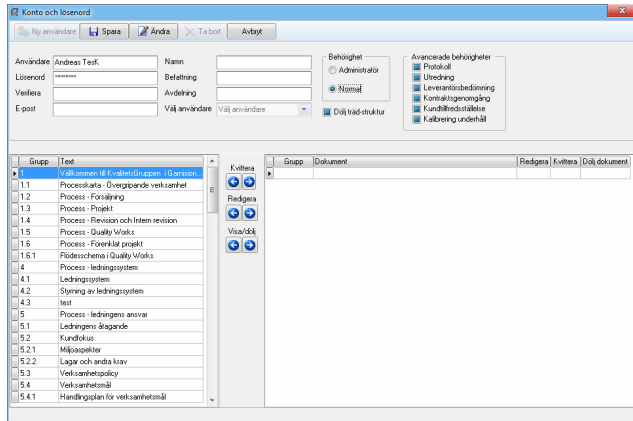 Konto och lösenord
Ny användare Spara Ändra Ta bort Avbryt
Användare Andreas TesK Namn
Lösenord ******** Befattning
Verifiera Avdelning
E-post Välj användare Välj användare
Behörighet
Administratör
Normal
Dölj träd-struktur
Avancerade behörigheter
Protokoll
Utredning
Leverantörsbedömning
Kontraktsgenomgång
Kundtillfredsställelse
Kalibrering underhåll
Grupp Text
1 Välkommen till KvalitetsGruppen i Garnision...
1.1 Processkarta - Övergripande verksamhet
1.2 Process - Försäljning
1.3 Process - Projekt
1.4 Process - Revision och Intern revision
1.5 Process - Quality Works
1.6 Process - Förenklat projekt
1.6.1 Flödesschema i Quality Works
4 Process - ledningssystem
4.1 Ledningssystem
4.2 Styrning av ledningssystem
4.3 test
5 Process - ledningens ansvar
5.1 Ledningens åtagande
5.2 Kundfokus
5.2.1 Miljöaspekter
5.2.2 Lagar och andra krav
5.3 Verksamhetspolicy
5.4 Verksamhetsmål
5.4.1 Handlingsplan för verksamhetsmål
Kvittera
Redigera
Visa/dölj
Grupp Dokument Redigera Kvittera Dölj dokument